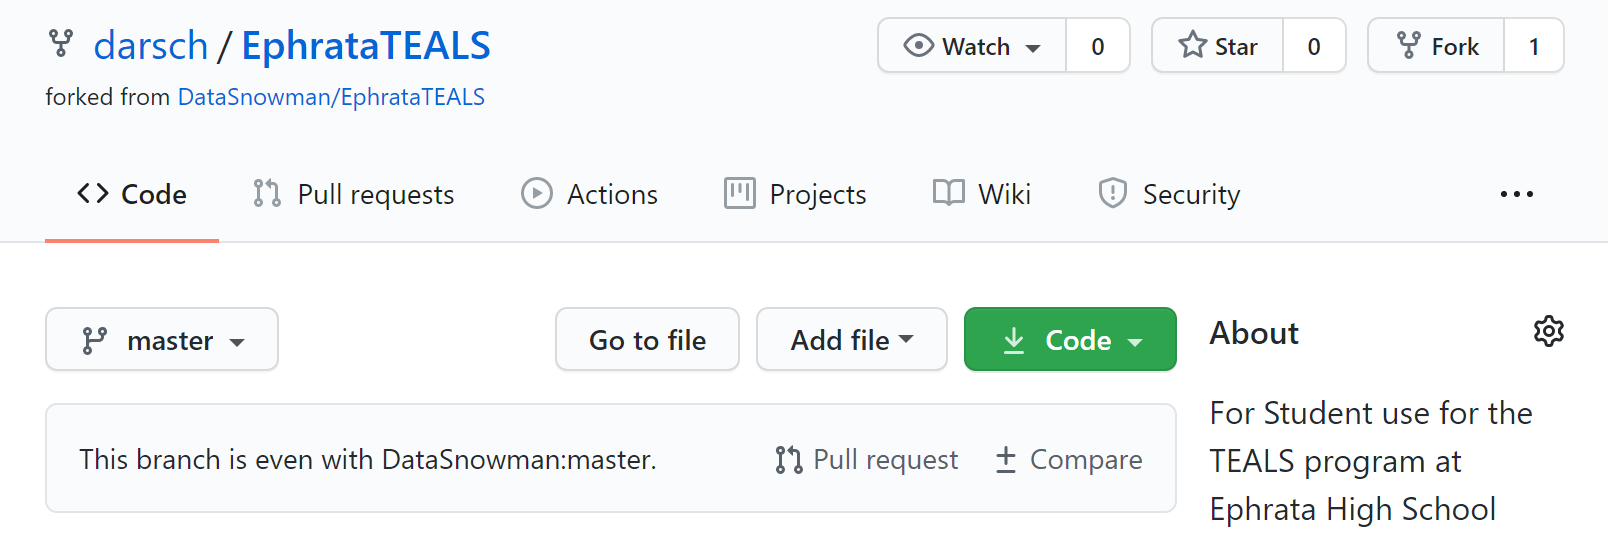 darsch / EphrataTEALS
Watch 0 Star 0 Fork 1
forked from DataSnowman/EphrataTEALS
Code Pull requests Actions Projects Wiki Security
master Go to file Add file Code
This branch is even with DataSnowman:master. Pull request Compare
About
For Student use for the
TEALS program at
Ephrata High School